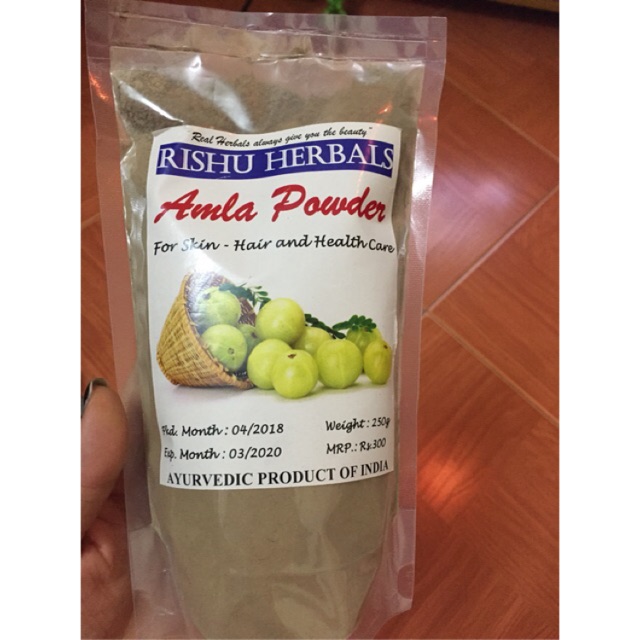 "Real Herbals always give you the beauty"
RISHU HERBALS
Amla Powder
For Skin - Hair and Health Care
Pkd. Month : 04/2018
Weight : 250g
Exp. Month : 03/2020
MRP.: Rs.300
AYURVEDIC PRODUCT OF INDIA